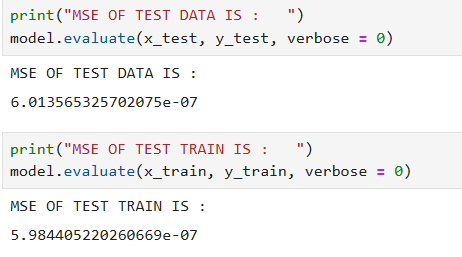 print("MSE OF TEST DATA IS :   ")
model.evaluate(x_test, y_test, verbose = 0)
MSE OF TEST DATA IS :
6.013565325702075e-07
print("MSE OF TEST TRAIN IS :   ")
model.evaluate(x_train, y_train, verbose = 0)
MSE OF TEST TRAIN IS :
5.984405220260669e-07